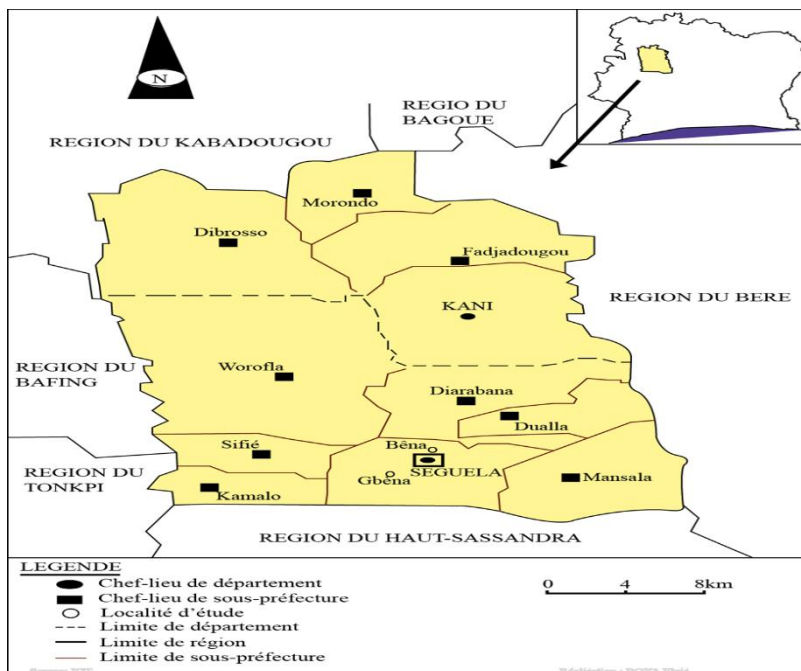 N
REGIO DU
BAGOUE
REGION DU KABADOUGOU
Morondo
Dibrosso
Fadjadougou
KANI
REGION DU BERE
REGION DU
BAFING
Worofla
Diarabana
Dualla
Sifié
Bēna
SEGUELA
Gbēna
Mansala
REGION DU
TONKPI
Kamalo
REGION DU HAUT-SASSANDRA
LEGENDE
Chef-lieu de département
Chef-lieu de sous-préfecture
Localité d'étude
Limite de département
Limite de région
Limite de sous-préfecture
0 4 8km